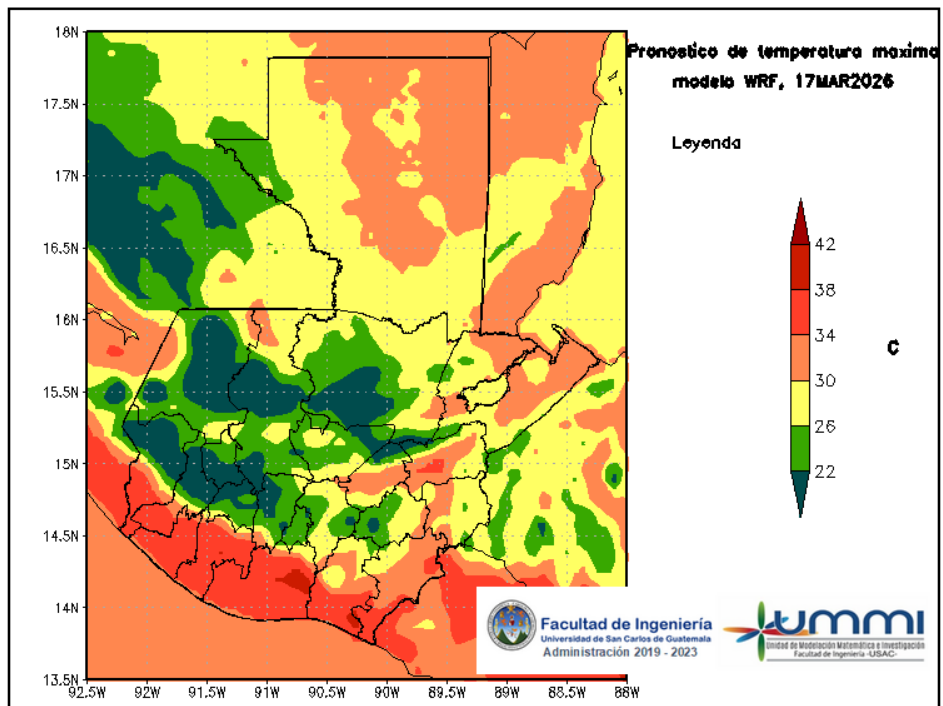 Pronostico de temperatura maxima
modelo WRF, 17MAR2026
Leyenda
42
38
34
30
26
22
C
18N
17.5N
17N
16.5N
16N
15.5N
15N
14.5N
14N
13.5N
92.5W
92W
91.5W
91W
90.5W
90W
89.5W
89W
88.5W
88W
Facultad de Ingeniería
Universidad de San Carlos de Guatemala
Administración 2019 - 2023
UMMI
Unidad de Modelación Matemática e Investigación
Facultad de Ingeniería -USAC-